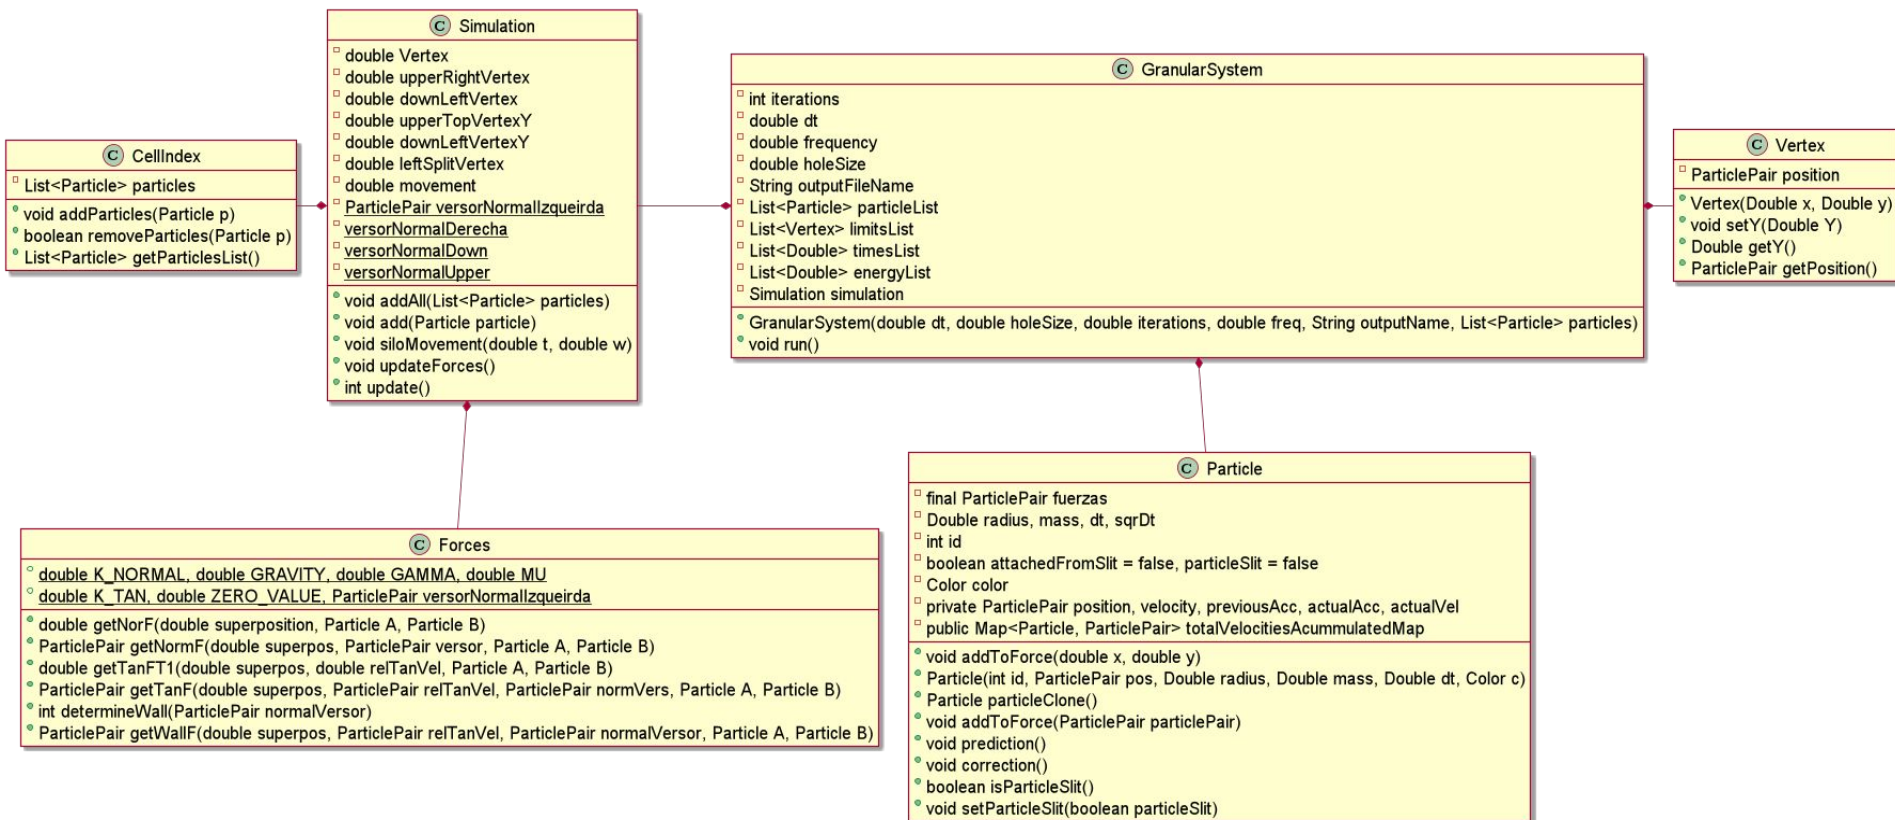 C Simulation
double Vertex
double upperRightVertex
double downLeftVertex
double upperTopVertexY
double downLeftVertexY
double leftSplitVertex
double movement
ParticlePair versorNormalIzqueirda
versorNormalDerecha
versorNormalDown
versorNormalUpper
void addAll(List<Particle> particles)
void add(Particle particle)
void siloMovement(double t, double w)
void updateForces()
int update()
C GranularSystem
int iterations
double dt
double frequency
double holeSize
String outputFileName
List<Particle> particleList
List<Vertex> limitsList
List<Double> timesList
List<Double> energyList
Simulation simulation
GranularSystem(double dt, double holeSize, double iterations, double freq, String outputName, List<Particle> particles)
void run()
C CellIndex
List<Particle> particles
void addParticles(Particle p)
boolean removeParticles(Particle p)
List<Particle> getParticlesList()
C Vertex
ParticlePair position
Vertex(Double x, Double y)
void setY(Double Y)
Double getY()
ParticlePair getPosition()
C Forces
double K_NORMAL, double GRAVITY, double GAMMA, double MU
double K_TAN, double ZERO_VALUE, ParticlePair versorNormalIzqueirda
double getNorF(double superposition, Particle A, Particle B)
ParticlePair getNormF(double superpos, ParticlePair versor, Particle A, Particle B)
double getTanFT1(double superpos, double relTanVel, Particle A, Particle B)
ParticlePair getTanF(double superpos, ParticlePair relTanVel, ParticlePair normVers, Particle A, Particle B)
int determineWall(ParticlePair normalVersor)
ParticlePair getWallF(double superpos, ParticlePair relTanVel, ParticlePair normalVersor, Particle A, Particle B)
C Particle
final ParticlePair fuerzas
Double radius, mass, dt, sqrDt
int id
boolean attachedFromSlit = false, particleSlit = false
Color color
private ParticlePair position, velocity, previousAcc, actualAcc, actualVel
public Map<Particle, ParticlePair> totalVelocitiesAcummulatedMap
void addToForce(double x, double y)
Particle(int id, ParticlePair pos, Double radius, Double mass, Double dt, Color c)
Particle particleClone()
void addToForce(ParticlePair particlePair)
void prediction()
void correction()
boolean isParticleSlit()
void setParticleSlit(boolean particleSlit)